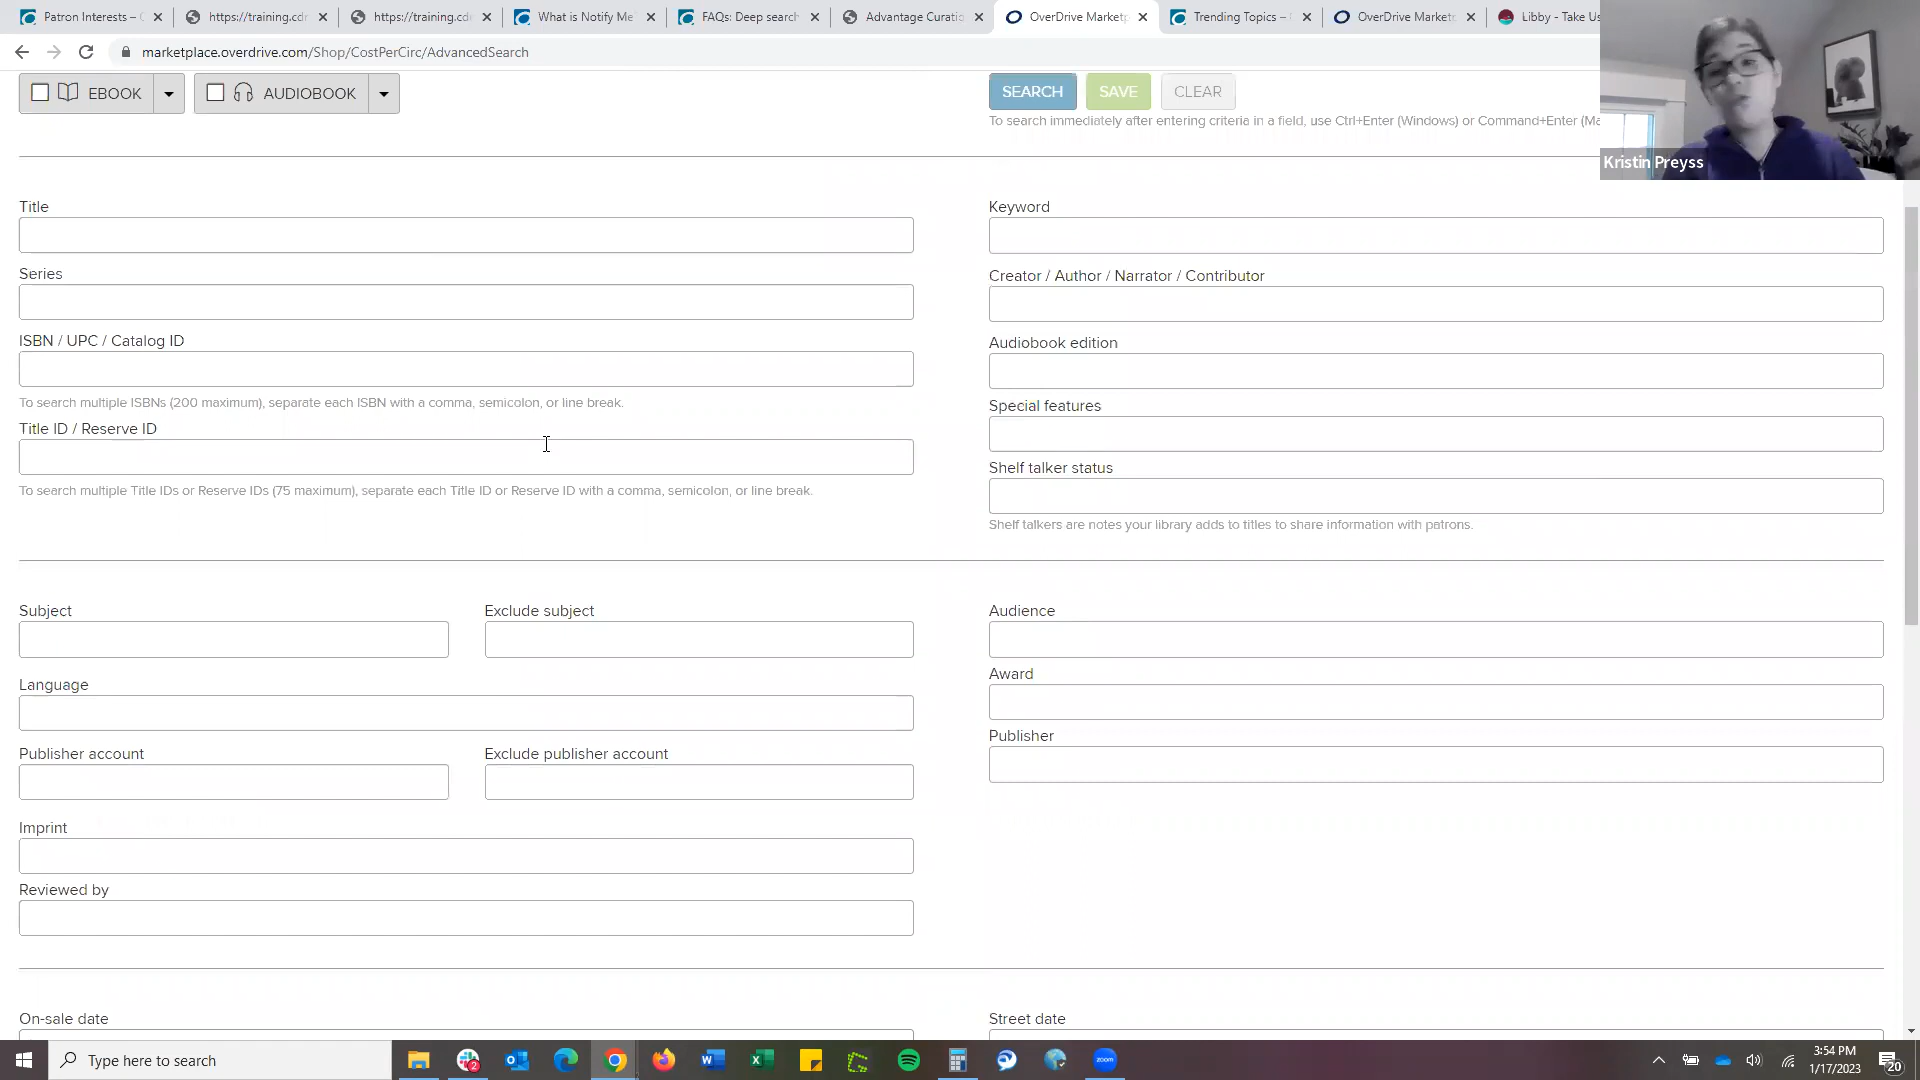 Patron Interests – C
https://training.cdn
https://training.cde
What is Notify Me
FAQs: Deep search
Advantage Curatic
OverDrive Marketp
Trending Topics –
OverDrive Markets
Libby - Take Us
marketplace.overdrive.com/Shop/CostPerCirc/AdvancedSearch
EBOOK
AUDIOBOOK
SEARCH
SAVE
CLEAR
To search immediately after entering criteria in a field, use Ctrl+Enter (Windows) or Command+Enter (Ma
Kristin Preyss
Title
Keyword
Series
Creator / Author / Narrator / Contributor
ISBN / UPC / Catalog ID
Audiobook edition
To search multiple ISBNs (200 maximum), separate each ISBN with a comma, semicolon, or line break.
Special features
Title ID / Reserve ID
Shelf talker status
To search multiple Title IDs or Reserve IDs (75 maximum), separate each Title ID or Reserve ID with a comma, semicolon, or line break.
Shelf talkers are notes your library adds to titles to share information with patrons.
Subject
Exclude subject
Audience
Language
Award
Publisher account
Exclude publisher account
Publisher
Imprint
Reviewed by
On-sale date
Street date
Type here to search
2
zoom
3:54 PM
1/17/2023
20